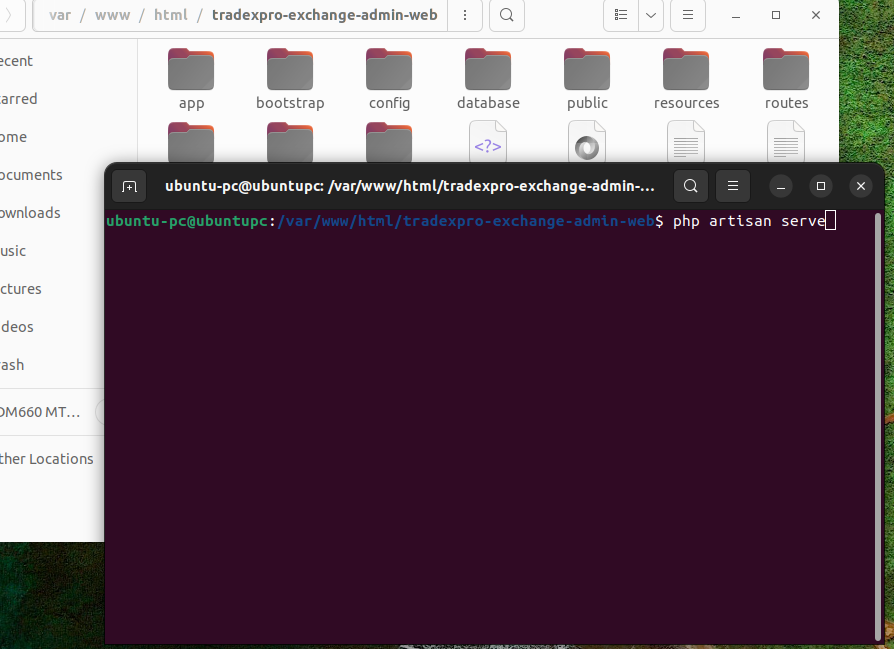 var / www / html / tradexpro-exchange-admin-web
ecent
arred
ome
ocuments
ownloads
usic
ictures
deos
ash
DM660 MT…
ther Locations
app bootstrap config database public resources routes
<?>
ubuntu-pc@ubuntupc: /var/www/html/tradexpro-exchange-admin-…
ubuntu-pc@ubuntupc:/var/www/html/tradexpro-exchange-admin-web$ php artisan serve